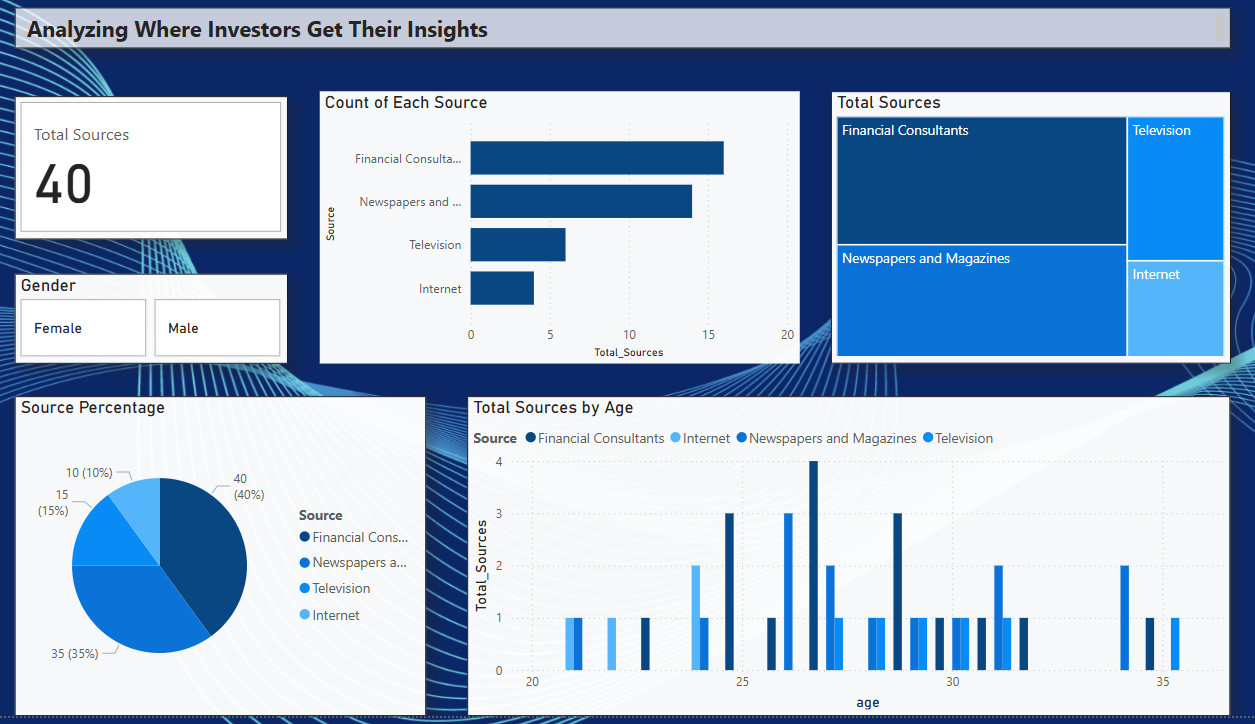 Analyzing Where Investors Get Their Insights
Total Sources
40
Gender
Female
Male
Count of Each Source
Source
Financial Consulta...
Newspapers and ...
Television
Internet
0 5 10 15 20
Total_Sources
Total Sources
Financial Consultants
Television
Newspapers and Magazines
Internet
Source Percentage
10 (10%)
15
(15%)
40
(40%)
35 (35%)
Source
Financial Cons...
Newspapers a...
Television
Internet
Total Sources by Age
Source Financial Consultants Internet Newspapers and Magazines Television
Total_Sources
4
3
2
1
0
20 25 30 35
age